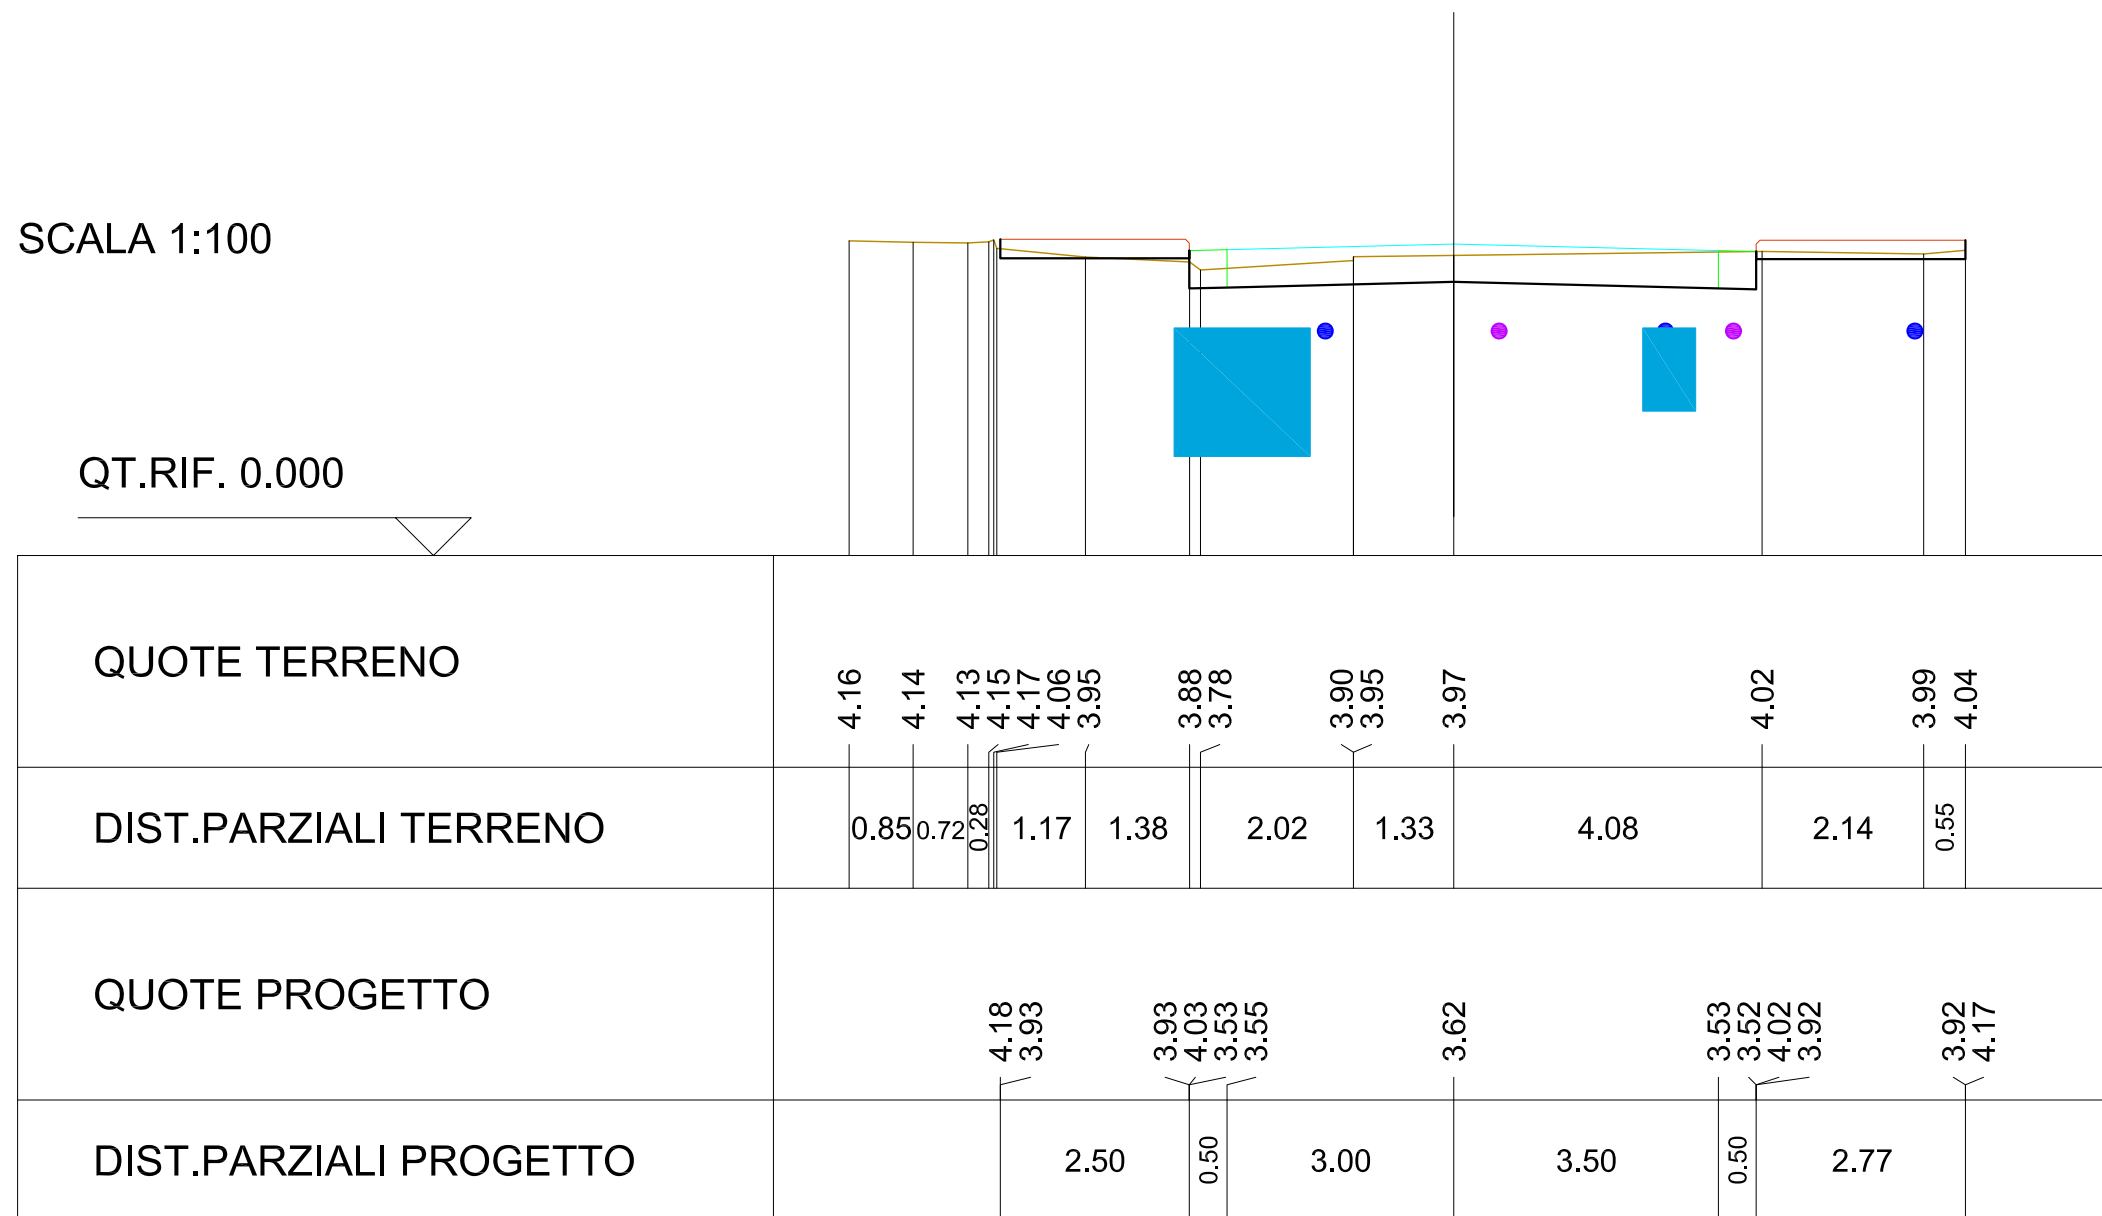 SCALA 1:100
QT.RIF. 0.000
QUOTE TERRENO
4.16 4.14 4.13 4.15 4.17 4.06 3.95 3.88 3.78 3.90 3.95 3.97 4.02 3.99 4.04
DIST.PARZIALI TERRENO
0.85 0.72 0.28 1.17 1.38 2.02 1.33 4.08 2.14 0.55
QUOTE PROGETTO
4.18 3.93 3.93 4.03 3.53 3.55 3.62 3.53 3.52 4.02 3.92 3.92 4.17
DIST.PARZIALI PROGETTO
2.50 0.50 3.00 3.50 0.50 2.77